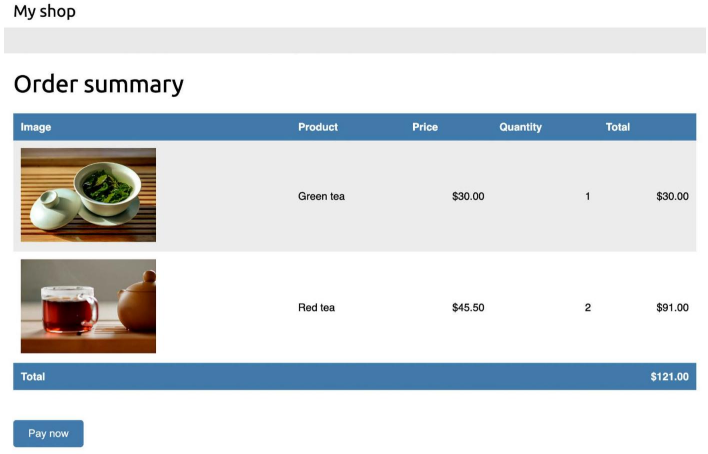 My shop
Order summary
Image Product Price Quantity Total
Green tea $30.00 1 $30.00
Red tea $45.50 2 $91.00
Total $121.00
Pay now